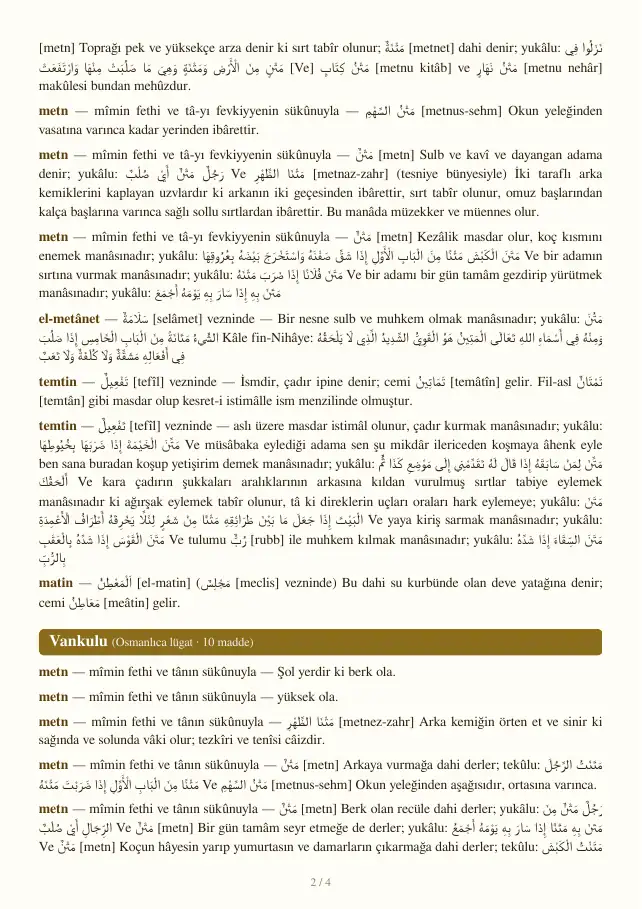 [metn] Toprağı pek ve yüksekçe arza denir ki sırt tabîr olunur; مَتْنَةٌ [metnet] dahi denir; yukâlu: نَزَلُوا فِي
مَتْنٍ مِنَ الْأَرْضِ وَمَتْنَةٍ وَهِيَ مَا صَلُبَتْ مِنْهَا وَارْتَفَعَتْ [Ve] مَتْنُ كِتَابٍ [metnu kitâb] ve مَتْنُ نَهَارٍ [metnu nehâr]
makûlesi bundan mehûzdur.
metn — mîmin fethi ve tâ-yı fevkiyyenin sükûnuyla — مَتْنُ السَّهْمِ [metnus-sehm] Okun yeleğinden
vasatına varınca kadar yerinden ibârettir.
metn — mîmin fethi ve tâ-yı fevkiyyenin sükûnuyla — مَتْنٌ [metn] Sulb ve kavî ve dayangan adama
denir; yukâlu: رَجُلٌ مَتْنٌ أَيْ صُلْبٌ Ve مَتْنَا الظَّهْرِ [metnaz-zahr] (tesniye bünyesiyle) İki taraflı arka
kemiklerini kaplayan uzvlardır ki arkanın iki geçesinden ibârettir, sırt tabîr olunur, omuz başlarından
kalça başlarına varınca sağlı sollu sırtlardan ibârettir. Bu manâda müzekker ve müennes olur.
metn — mîmin fethi ve tâ-yı fevkiyyenin sükûnuyla — مَتْنٌ [metn] Kezâlik masdar olur, koç kısmını
enemek manâsınadır; yukâlu: مَتَنَ الْكَبْشَ مَتْنًا مِنَ الْبَابِ الْأَوَّلِ إِذَا شَقَّ صَفَنَهُ وَاسْتَخْرَجَ بَيْضَهُ بِعُرُوقِهَا Ve bir adamın
sırtına vurmak manâsınadır; yukâlu: مَتَنَ فُلَانًا إِذَا ضَرَبَ مَتْنَهُ Ve bir adamı bir gün tamâm gezdirip yürütmek
manâsınadır; yukâlu: مَتَنَ بِهِ إِذَا سَارَ بِهِ يَوْمَهُ أَجْمَعَ
el-metânet — سَلَامَةٌ [selâmet] vezninde — Bir nesne sulb ve muhkem olmak manâsınadır; yukâlu: مَتُنَ
الشَّيْءُ مَتَانَةً مِنَ الْبَابِ الْخَامِسِ إِذَا صَلُبَ Kâle fin-Nihâye: وَمِنْهُ فِي أَسْمَاءِ اللهِ تَعَالَى الْمَتِينُ هُوَ الْقَوِيُّ الشَّدِيدُ الَّذِي لَا يَلْحَقُهُ
فِي أَفْعَالِهِ مَشَقَّةٌ وَلَا كُلْفَةٌ وَلَا تَعَبٌ
temtin — تَفْعِيلٌ [tefîl] vezninde — İsmdir, çadır ipine denir; cemi تَمَاتِينُ [temâtîn] gelir. Fil-asl تَمْتَانٌ
[temtân] gibi masdar olup kesret-i istimâlle ism menzilinde olmuştur.
temtin — تَفْعِيلٌ [tefîl] vezninde — aslı üzere masdar istimâl olunur, çadır kurmak manâsınadır; yukâlu:
مَتَّنَ الْخَيْمَةَ إِذَا ضَرَبَهَا بِخُيُوطِهَا Ve müsâbaka eylediği adama sen şu mikdâr ilericeden koşmaya âhenk eyle
ben sana buradan koşup yetişirim demek manâsınadır; yukâlu: مَتَّنَ لِمَنْ سَابَقَهُ إِذَا قَالَ لَهُ تَقَدَّمْنِي إِلَى مَوْضِعِ كَذَا ثُمَّ
أَلْحَقُكَ Ve kara çadırın şukkaları aralıklarının arkasına kıldan vurulmuş sırtlar tabiye eylemek
manâsınadır ki ağırşak eylemek tabîr olunur, tâ ki direklerin uçları oraları hark eylemeye; yukâlu: مَتَنَ
الْبَيْتَ إِذَا جَعَلَ مَا بَيْنَ طَرَائِقِهِ مَتْنًا مِنْ شَعَرٍ لِئَلَّا يَخْرِقَهُ أَطْرَافُ الْأَعْمِدَةِ Ve yaya kiriş sarmak manâsınadır; yukâlu:
مَتَنَ الْقَوْسَ إِذَا شَدَّهُ بِالْعَقَبِ Ve tulumu رُبٌّ [rubb] ile muhkem kılmak manâsınadır; yukâlu: مَتَنَ السِّقَاءَ إِذَا شَدَّهُ
بِالرُّبِّ
matin — اَلْمَعْطِنُ [el-matin] (مَجْلِسٌ [meclis] vezninde) Bu dahi su kurbünde olan deve yatağına denir;
cemi مَعَاطِنُ [meâtin] gelir.
Vankulu (Osmanlıca lügat · 10 madde)
metn — mîmin fethi ve tânın sükûnuyla — Şol yerdir ki berk ola.
metn — mîmin fethi ve tânın sükûnuyla — yüksek ola.
metn — mîmin fethi ve tânın sükûnuyla — مَتْنَا الظَّهْرِ [metnez-zahr] Arka kemiğin örten et ve sinir ki
sağında ve solunda vâki olur; tezkîri ve tenîsi câizdir.
metn — mîmin fethi ve tânın sükûnuyla — مَتْنٌ [metn] Arkaya vurmağa dahi derler; tekûlu: مَتَنْتُ الرَّجُلَ
مَتْنًا مِنَ الْبَابِ الْأَوَّلِ إِذَا ضَرَبْتَ مَتْنَهُ Ve مَتْنُ السَّهْمِ [metnus-sehm] Okun yeleğinden aşağısıdır, ortasına varınca.
metn — mîmin fethi ve tânın sükûnuyla — مَتْنٌ [metn] Berk olan recüle dahi derler; yukâlu: رَجُلٌ مَتْنٌ مِنَ
الرِّجَالِ أَيْ صُلْبٌ Ve مَتْنٌ [metn] Bir gün tamâm seyr etmeğe de derler; yukâlu: مَتَنَ بِهِ مَتْنًا إِذَا سَارَ بِهِ يَوْمَهُ أَجْمَعُ
Ve مَتْنٌ [metn] Koçun hâyesin yarıp yumurtasın ve damarların çıkarmağa dahi derler; tekûlu: مَتَنْتُ الْكَبْشَ
2 / 4